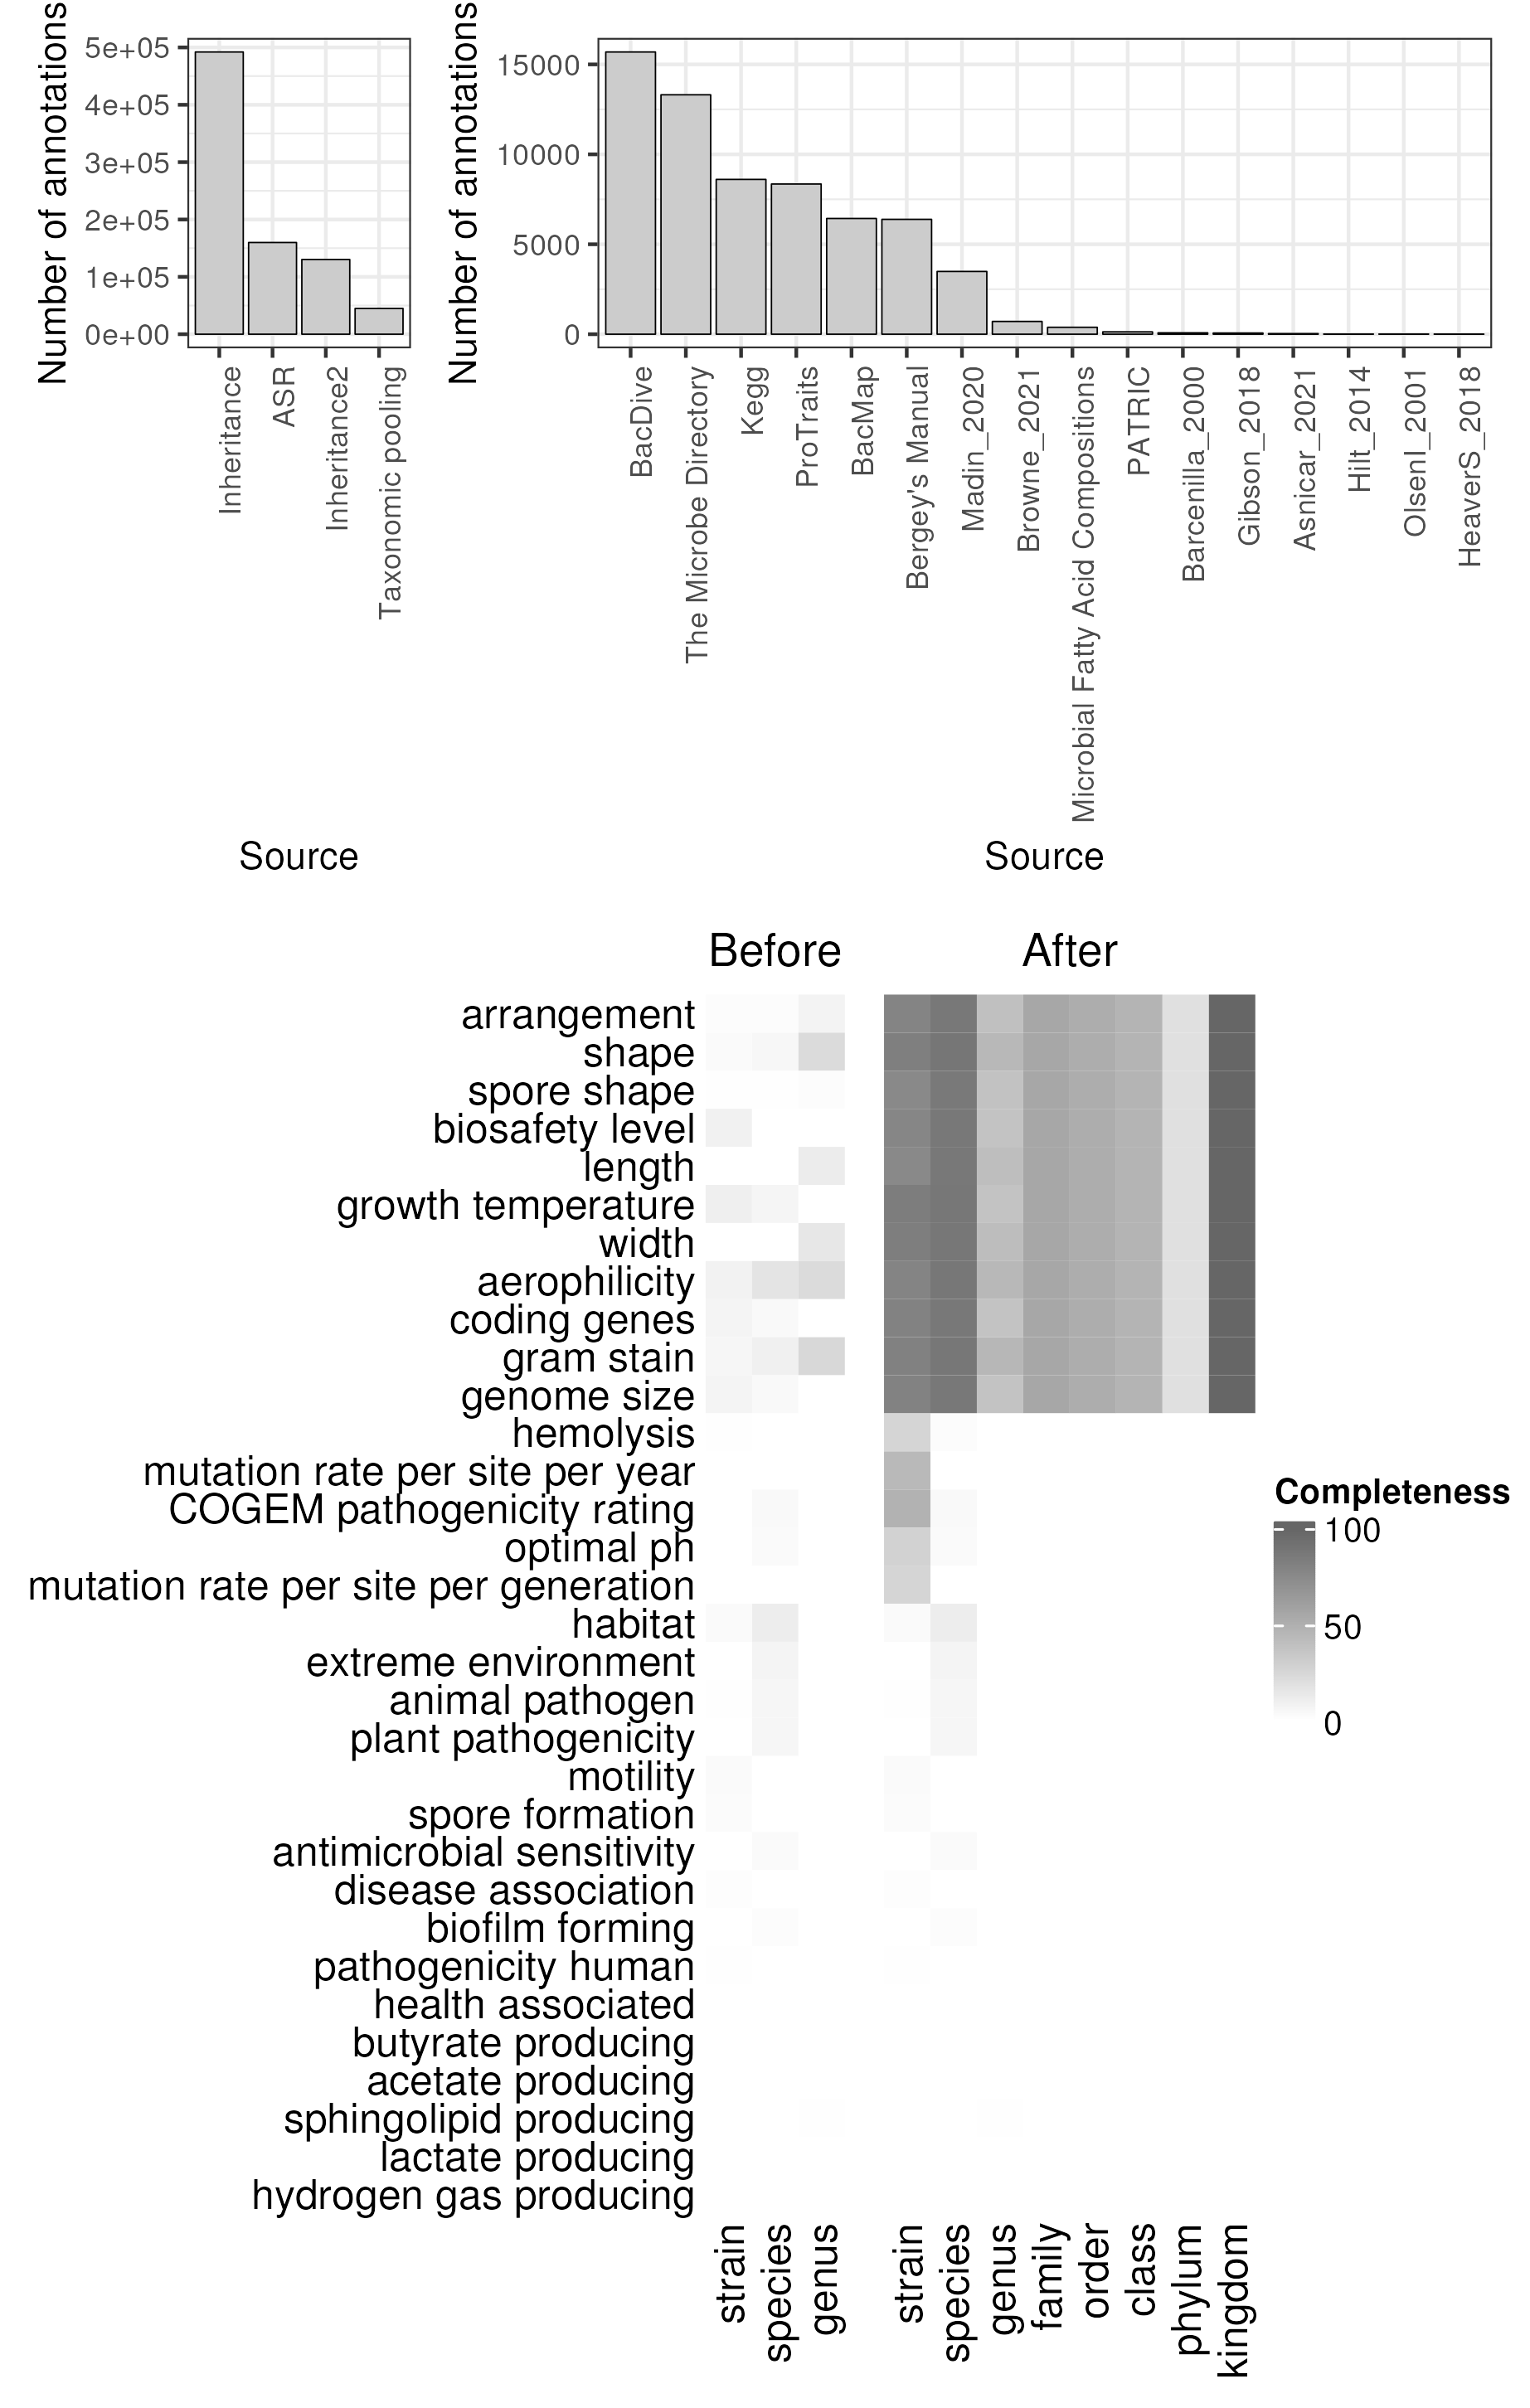 Number of annotations
5e+05
4e+05
3e+05
2e+05
1e+05
0e+00
Inheritance
ASR
Inheritance2
Taxonomic pooling
Source
Number of annotations
15000
10000
5000
0
BacDive
The Microbe Directory
Kegg
ProTraits
BacMap
Bergey's Manual
Madin_2020
Browne_2021
Microbial Fatty Acid Compositions
PATRIC
Barcenilla_2000
Gibson_2018
Asnicar_2021
Hilt_2014
OlsenI_2001
HeaverS_2018
Source
Before
After
arrangement
shape
spore shape
biosafety level
length
growth temperature
width
aerophilicity
coding genes
gram stain
genome size
hemolysis
mutation rate per site per year
COGEM pathogenicity rating
optimal ph
mutation rate per site per generation
habitat
extreme environment
animal pathogen
plant pathogenicity
motility
spore formation
antimicrobial sensitivity
disease association
biofilm forming
pathogenicity human
health associated
butyrate producing
acetate producing
sphingolipid producing
lactate producing
hydrogen gas producing
strain
species
genus
strain
species
genus
family
order
class
phylum
kingdom
Completeness
100
50
0